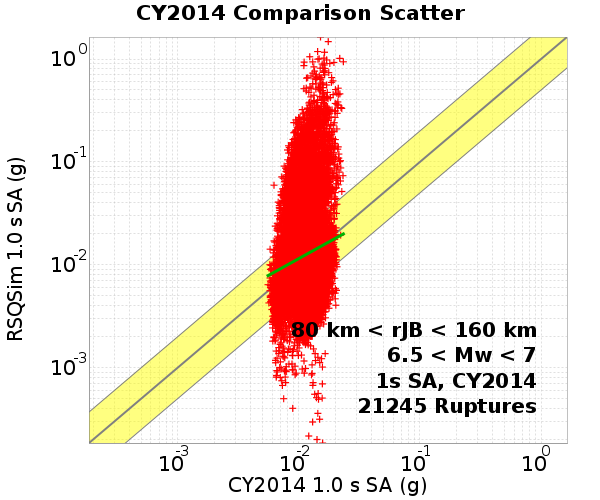 CY2014 Comparison Scatter
RSQSim 1.0 s SA (g)
10^0
10^-1
10^-2
10^-3
80 km < rJB < 160 km
6.5 < Mw < 7
1s SA, CY2014
21245 Ruptures
10^-3 10^-2 10^-1 10^0
CY2014 1.0 s SA (g)